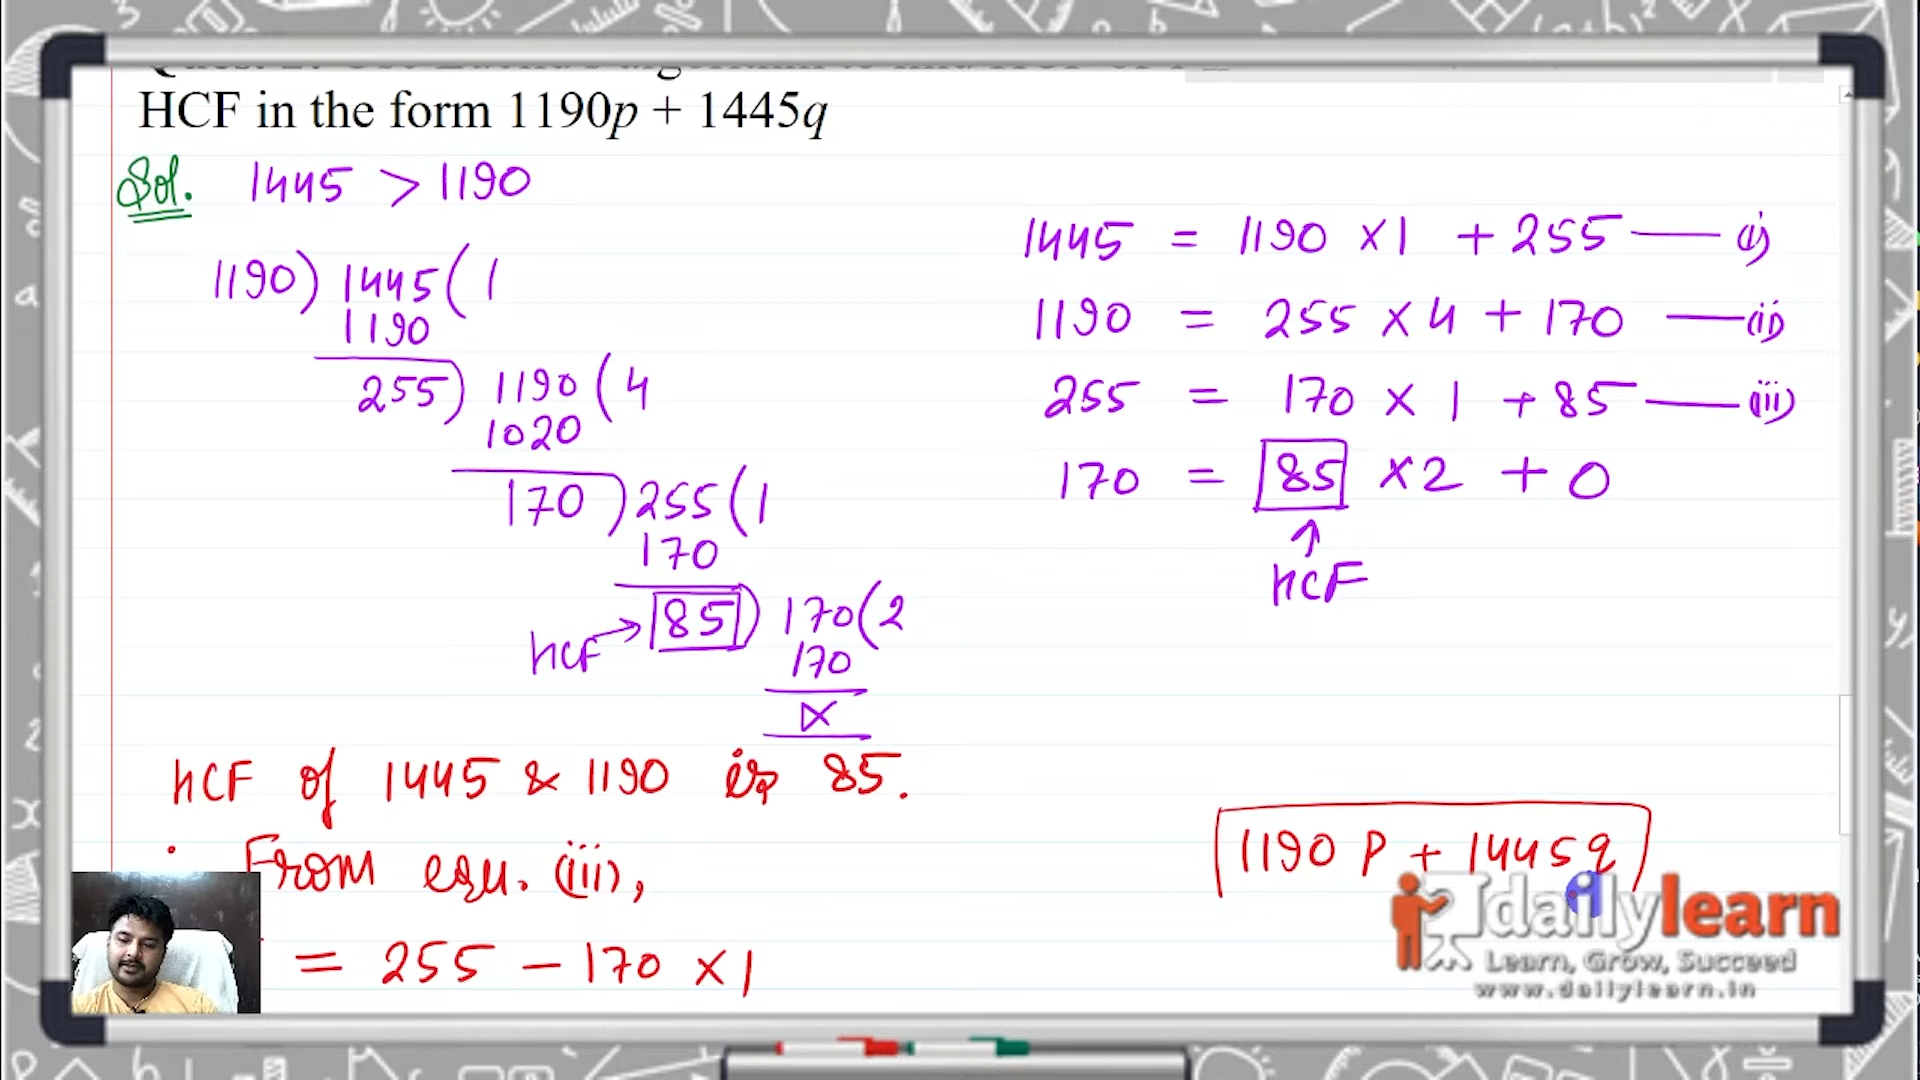 HCF in the form 1190p + 1445q
Sol. 1445 > 1190
1190) 1445 ( 1
1190
255) 1190 ( 4
1020
170) 255 ( 1
170
HCF → 85) 170 ( 2
170
1445 = 1190 × 1 + 255 — (i)
1190 = 255 × 4 + 170 — (ii)
255 = 170 × 1 + 85 — (iii)
170 = 85 × 2 + 0
↑
HCF
HCF of 1445 & 1190 is 85.
From equ. (iii),
= 255 − 170 × 1
1190 P + 1445 q
dailylearn
Learn, Grow, Succeed
www.dailylearn.in